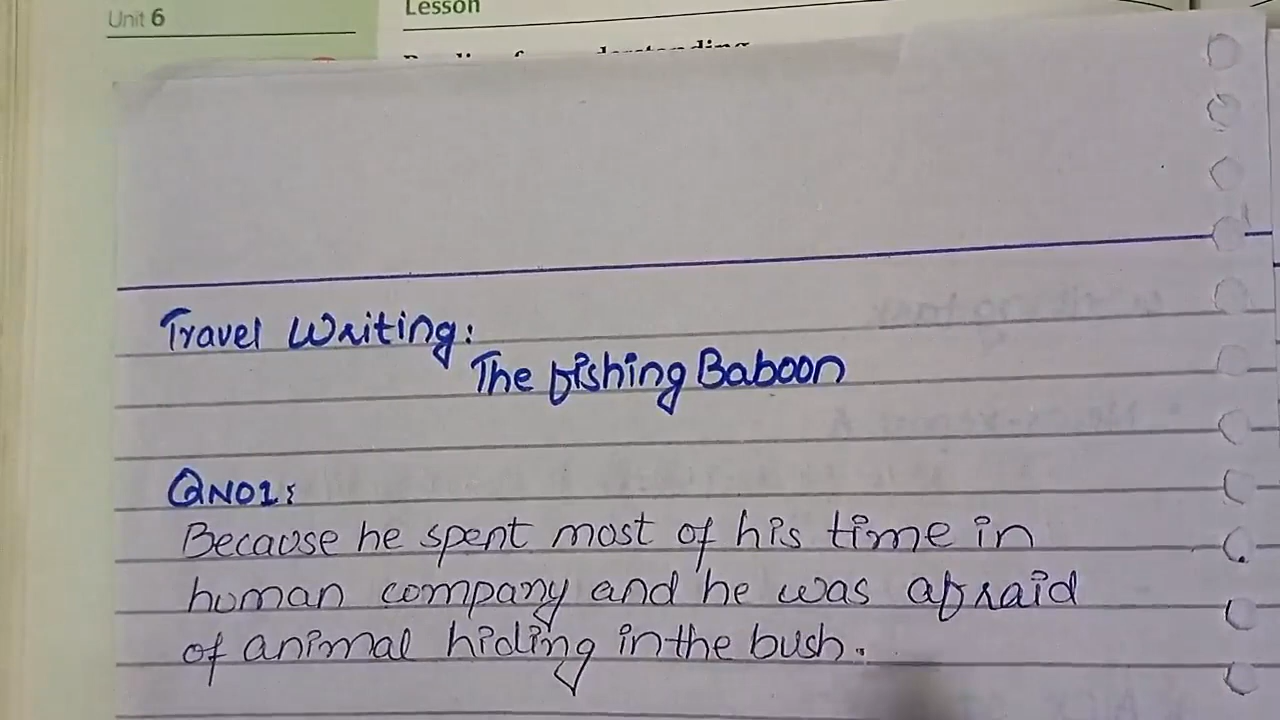 Unit 6
Lesson
Travel Writing:
The fishing Baboon
QNO1:
Because he spent most of his time in
human company and he was afraid
of animal hiding in the bush.